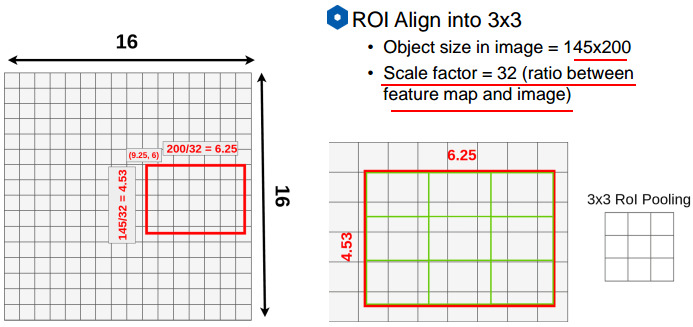 16
16
(9.25, 6)
200/32 = 6.25
145/32 = 4.53
ROI Align into 3x3
• Object size in image = 145x200
• Scale factor = 32 (ratio between
feature map and image)
6.25
4.53
3x3 RoI Pooling